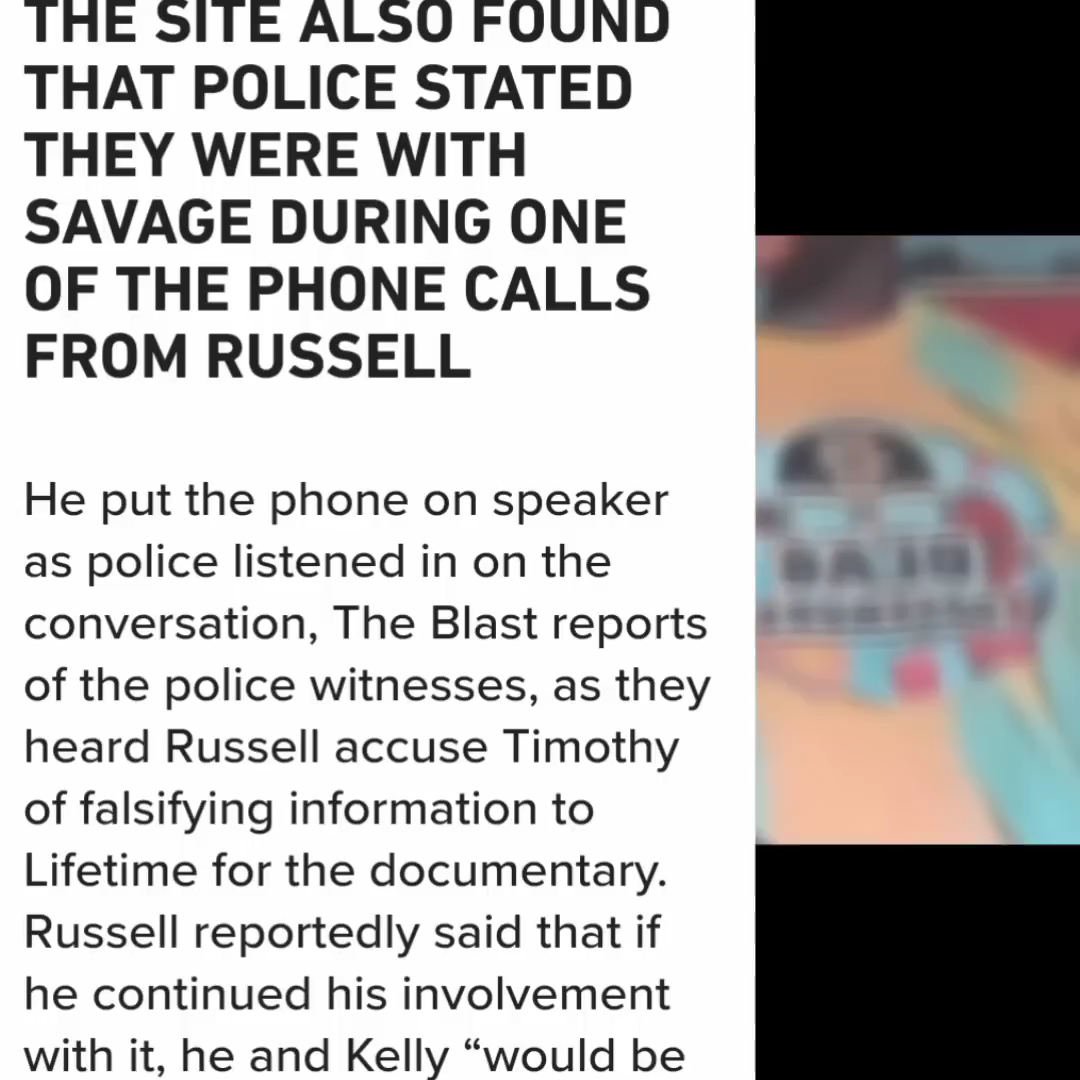 THE SITE ALSO FOUND
THAT POLICE STATED
THEY WERE WITH
SAVAGE DURING ONE
OF THE PHONE CALLS
FROM RUSSELL
He put the phone on speaker
as police listened in on the
conversation, The Blast reports
of the police witnesses, as they
heard Russell accuse Timothy
of falsifying information to
Lifetime for the documentary.
Russell reportedly said that if
he continued his involvement
with it, he and Kelly “would be